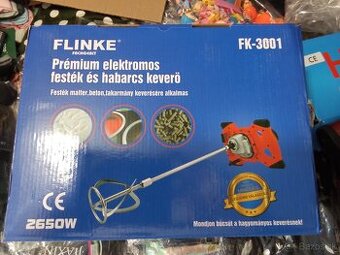 FLINKE
FK-3001
Prémium elektromos
festék és habarcs keverö
Festék malter,beton,takarmány keverésére alkalmas
CE
2650W
Mondjon búcsút a hagyományos keverésnek!